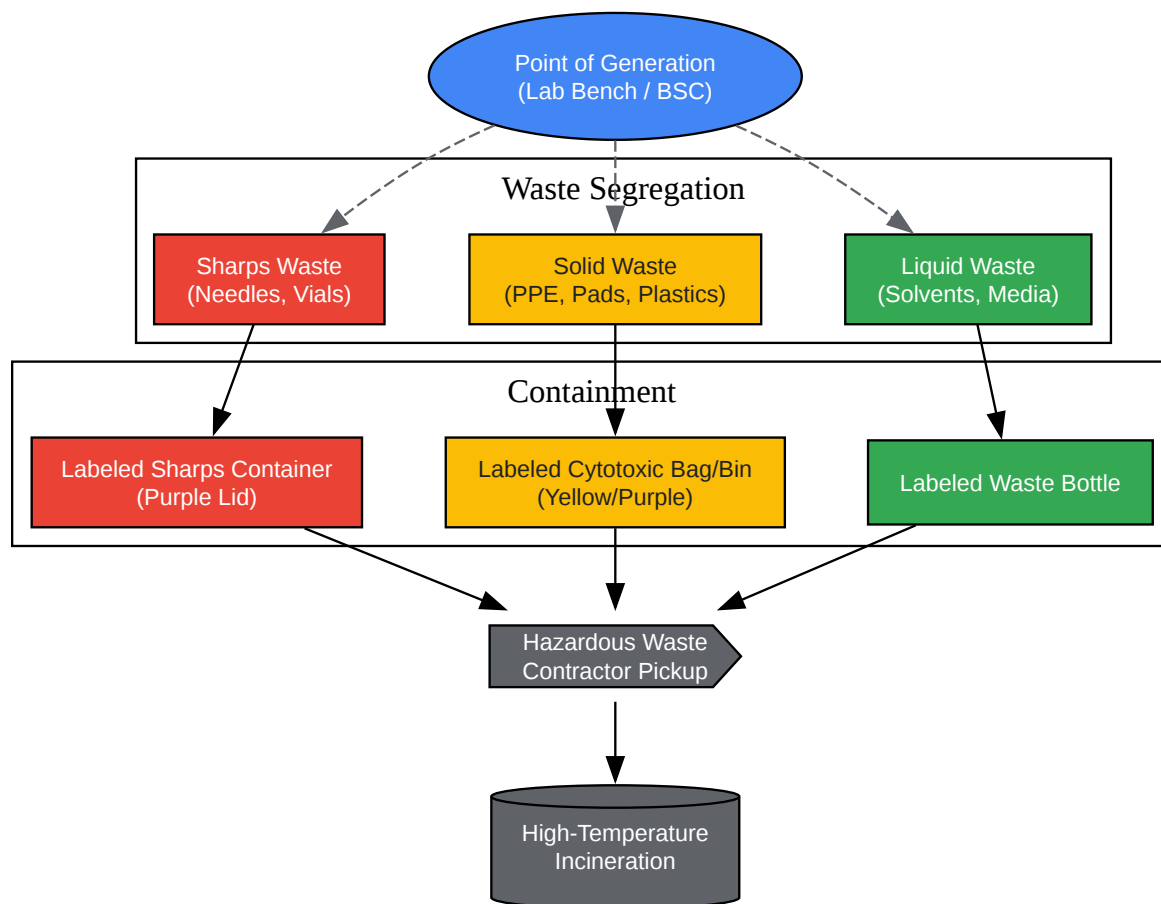 Point of Generation
(Lab Bench / BSC)
Waste Segregation
Sharps Waste
(Needles, Vials)
Solid Waste
(PPE, Pads, Plastics)
Liquid Waste
(Solvents, Media)
Containment
Labeled Sharps Container
(Purple Lid)
Labeled Cytotoxic Bag/Bin
(Yellow/Purple)
Labeled Waste Bottle
Hazardous Waste
Contractor Pickup
High-Temperature
Incineration